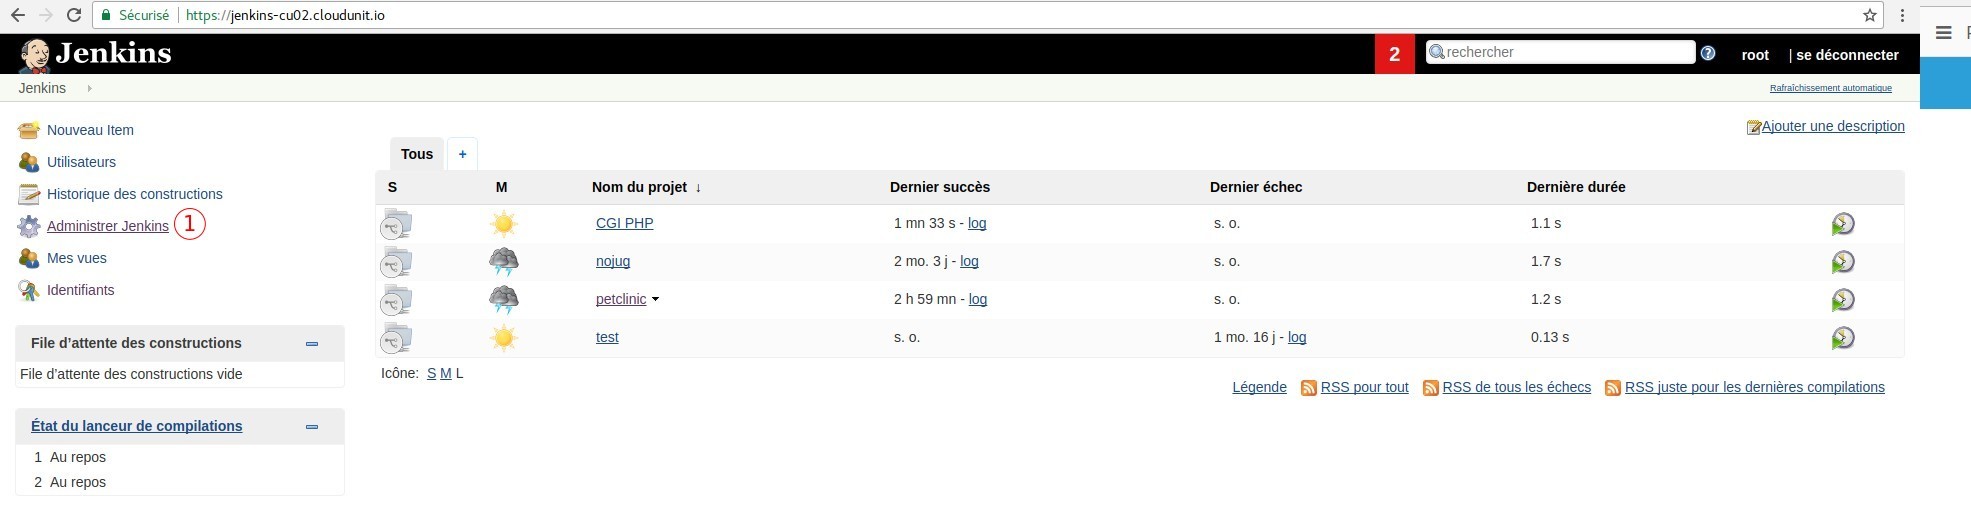 Sécurisé https://jenkins-cu02.cloudunit.io
Jenkins 2 rechercher ? root | se déconnecter
Jenkins Rafraîchissement automatique
Ajouter une description
Nouveau Item
Utilisateurs
Historique des constructions
Administrer Jenkins 1
Mes vues
Identifiants
File d'attente des constructions
File d'attente des constructions vide
État du lanceur de compilations
1 Au repos
2 Au repos
Tous +
S M Nom du projet ↓ Dernier succès Dernier échec Dernière durée
CGI PHP 1 mn 33 s - log s. o. 1.1 s
nojug 2 mo. 3 j - log s. o. 1.7 s
petclinic 2 h 59 mn - log s. o. 1.2 s
test s. o. 1 mo. 16 j - log 0.13 s
Icône: S M L
Légende RSS pour tout RSS de tous les échecs RSS juste pour les dernières compilations